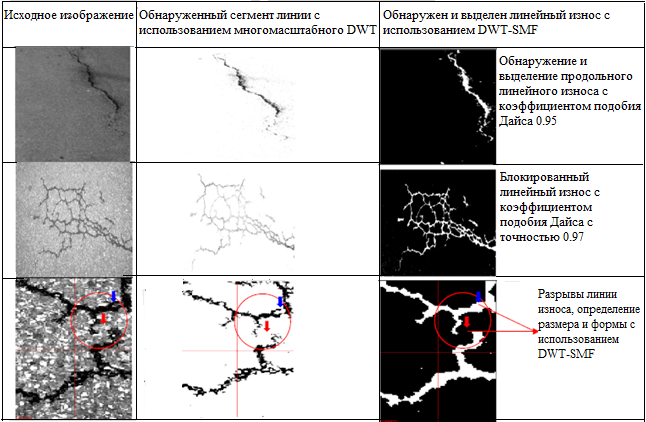 Исходное изображение
Обнаруженный сегмент линии с
использованием многомасштабного DWT
Обнаружен и выделен линейный износ с
использованием DWT-SMF
Обнаружение и
выделение продольного
линейного износа с
коэффициентом подобия
Дайса 0.95
Блокированный
линейный износ с
коэффициентом
подобия Дайса с
точностью 0.97
Разрывы линии
износа, определение
размера и формы с
использованием
DWT-SMF